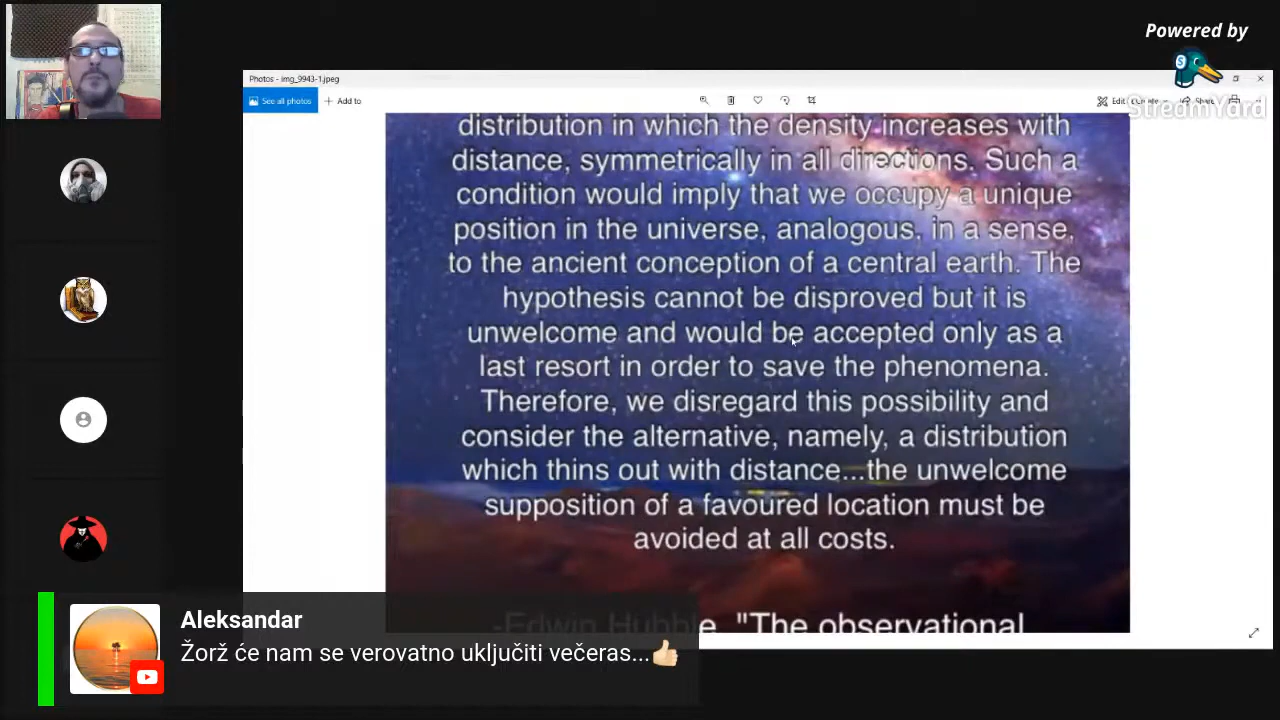 Powered by
StreamYard
Photos - img_9943-1.jpeg
See all photos
Add to
Edit
Share
distribution in which the density increases with
distance, symmetrically in all directions. Such a
condition would imply that we occupy a unique
position in the universe, analogous, in a sense,
to the ancient conception of a central earth. The
hypothesis cannot be disproved but it is
unwelcome and would be accepted only as a
last resort in order to save the phenomena.
Therefore, we disregard this possibility and
consider the alternative, namely, a distribution
which thins out with distance...the unwelcome
supposition of a favoured location must be
avoided at all costs.
-Edwin Hubble, "The observational
Aleksandar
Žorž će nam se verovatno uključiti večeras...👍🏻